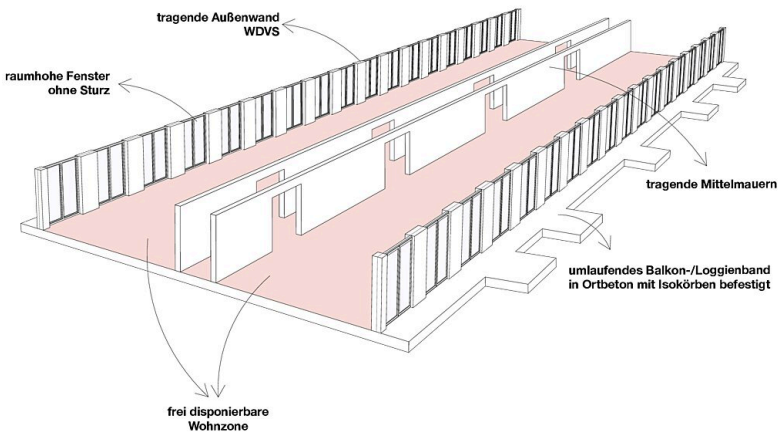 tragende Außenwand
WDVS
raumhohe Fenster
ohne Sturz
tragende Mittelmauern
umlaufendes Balkon-/Loggienband
in Ortbeton mit Isokörben befestigt
frei disponierbare
Wohnzone